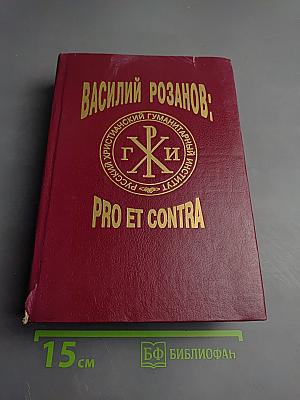 ВАСИЛИЙ РОЗАНОВ:
РУССКИЙ ХРИСТИАНСКИЙ ГУМАНИТАРНЫЙ ИНСТИТУТ
Г И
PRO ET CONTRA
15 см
БФ БИБЛИОФАН